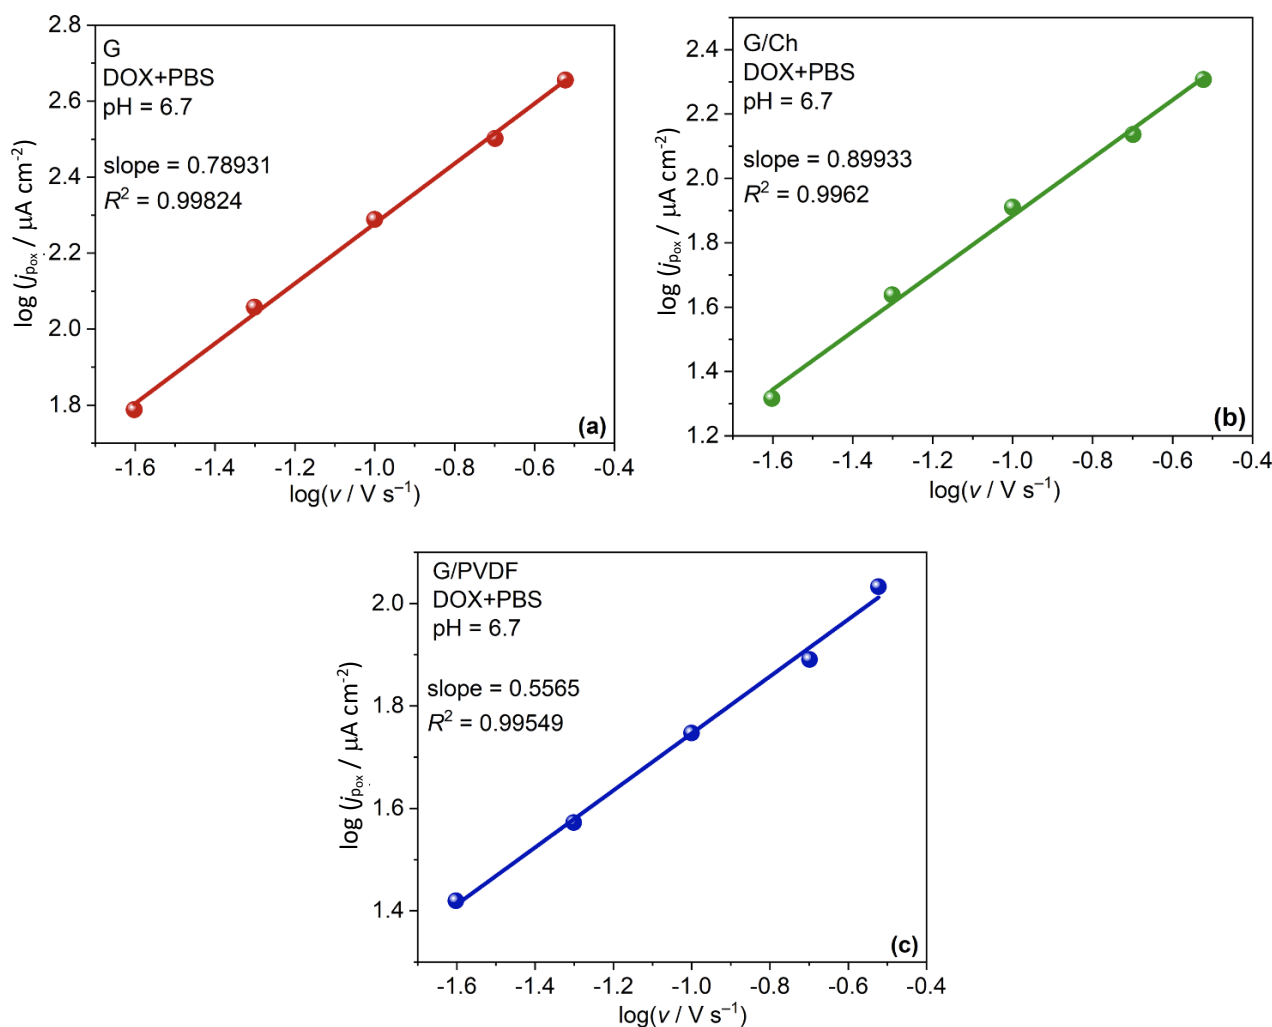 G
DOX+PBS
pH = 6.7
slope = 0.78931
R² = 0.99824
2.8
2.6
2.4
2.2
2.0
1.8
log (jpox / μA cm⁻²)
-1.6 -1.4 -1.2 -1.0 -0.8 -0.6 -0.4
log(v / V s⁻¹)
(a)
G/Ch
DOX+PBS
pH = 6.7
slope = 0.89933
R² = 0.9962
2.4
2.2
2.0
1.8
1.6
1.4
1.2
log (jpox / μA cm⁻²)
-1.6 -1.4 -1.2 -1.0 -0.8 -0.6 -0.4
log(v / V s⁻¹)
(b)
G/PVDF
DOX+PBS
pH = 6.7
slope = 0.5565
R² = 0.99549
2.0
1.8
1.6
1.4
log (jpox / μA cm⁻²)
-1.6 -1.4 -1.2 -1.0 -0.8 -0.6 -0.4
log(v / V s⁻¹)
(c)